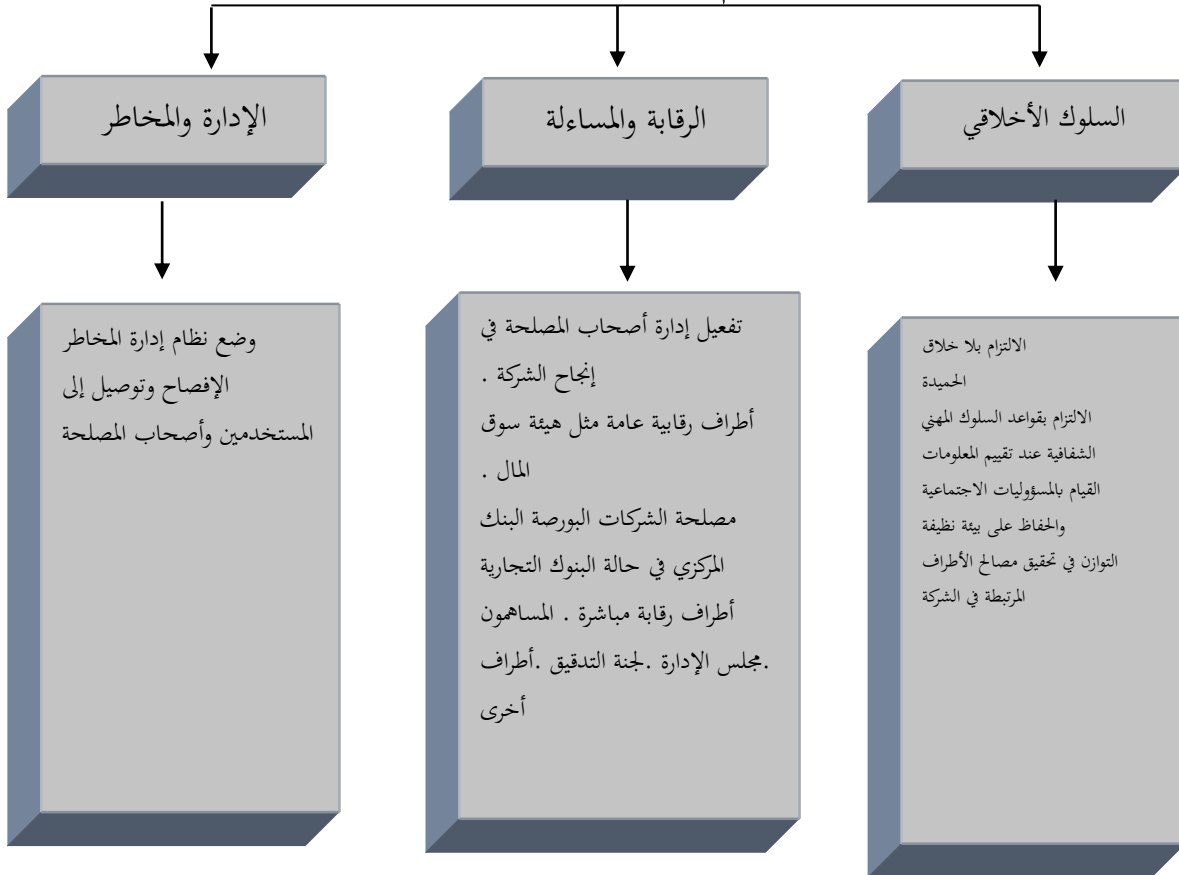 السلوك الأخلاقي
الرقابة والمساءلة
الإدارة والمخاطر
الالتزام بلا خلاق
الحميدة
الالتزام بقواعد السلوك المهني
الشفافية عند تقييم المعلومات
القيام بالمسؤوليات الاجتماعية
والحفاظ على بيئة نظيفة
التوازن في تحقيق مصالح الأطراف
المرتبطة في الشركة
تفعيل إدارة أصحاب المصلحة في
إنجاح الشركة .
أطراف رقابية عامة مثل هيئة سوق
المال .
مصلحة الشركات البورصة البنك
المركزي في حالة البنوك التجارية
أطراف رقابة مباشرة . المساهمون
.مجلس الإدارة .لجنة التدقيق .أطراف
أخرى
وضع نظام إدارة المخاطر
الإفصاح وتوصيل إلى
المستخدمين وأصحاب المصلحة